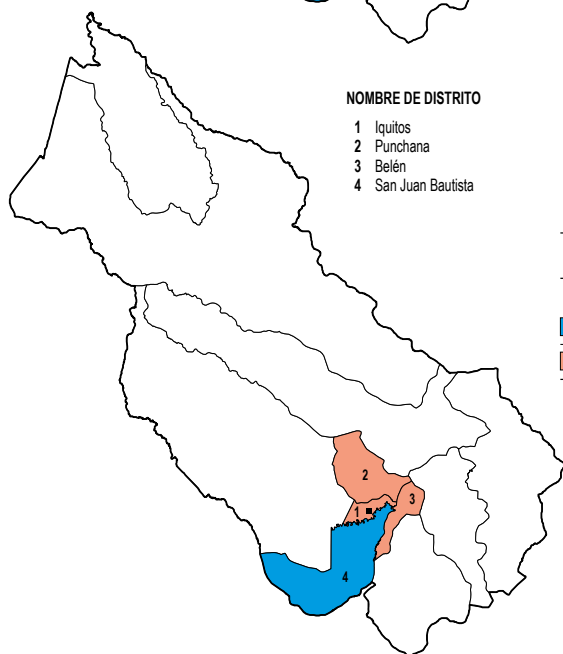 NOMBRE DE DISTRITO
1 Iquitos
2 Punchana
3 Belén
4 San Juan Bautista
2
3
1
4